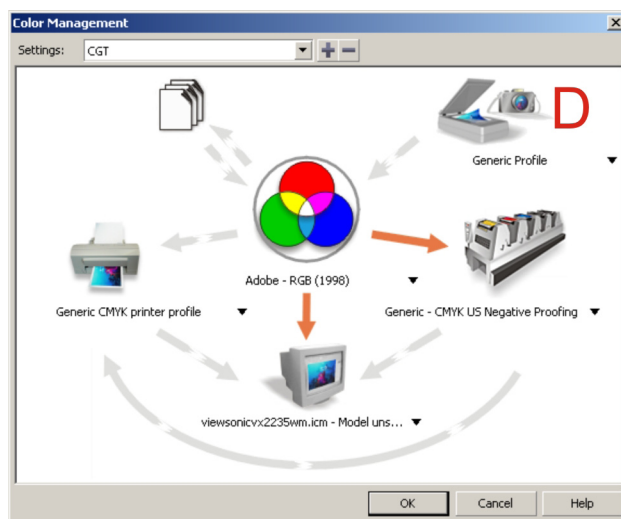 Color Management
Settings: CGT
D
Generic Profile
Adobe - RGB (1998)
Generic CMYK printer profile
Generic - CMYK US Negative Proofing
viewsonicvx2235wm.icm - Model uns...
OK Cancel Help